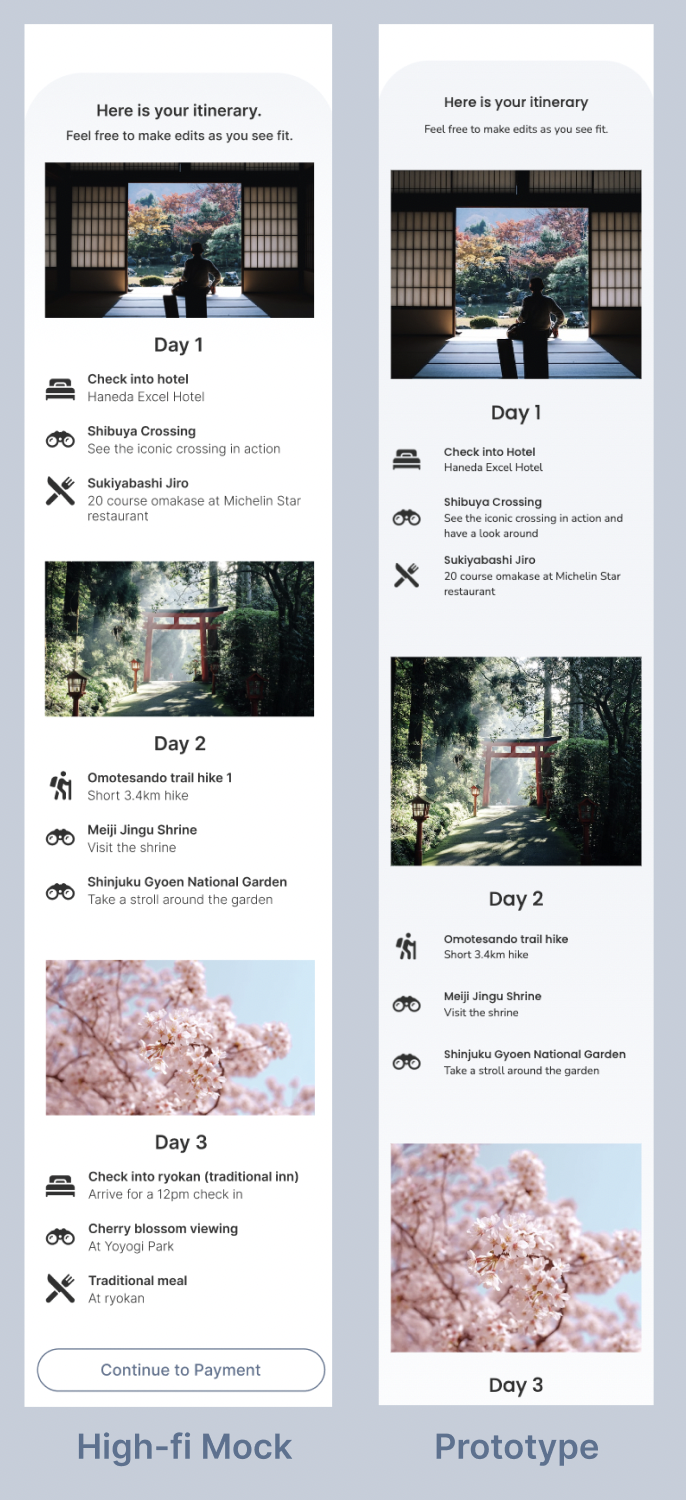 Here is your itinerary.
Feel free to make edits as you see fit.
Day 1
Check into hotel
Haneda Excel Hotel
Shibuya Crossing
See the iconic crossing in action
Sukiyabashi Jiro
20 course omakase at Michelin Star
restaurant
Day 2
Omotesando trail hike 1
Short 3.4km hike
Meiji Jingu Shrine
Visit the shrine
Shinjuku Gyoen National Garden
Take a stroll around the garden
Day 3
Check into ryokan (traditional inn)
Arrive for a 12pm check in
Cherry blossom viewing
At Yoyogi Park
Traditional meal
At ryokan
Continue to Payment
High-fi Mock
Here is your itinerary
Feel free to make edits as you see fit.
Day 1
Check into Hotel
Haneda Excel Hotel
Shibuya Crossing
See the iconic crossing in action and
have a look around
Sukiyabashi Jiro
20 course omakase at Michelin Star
restaurant
Day 2
Omotesando trail hike
Short 3.4km hike
Meiji Jingu Shrine
Visit the shrine
Shinjuku Gyoen National Garden
Take a stroll around the garden
Day 3
Prototype